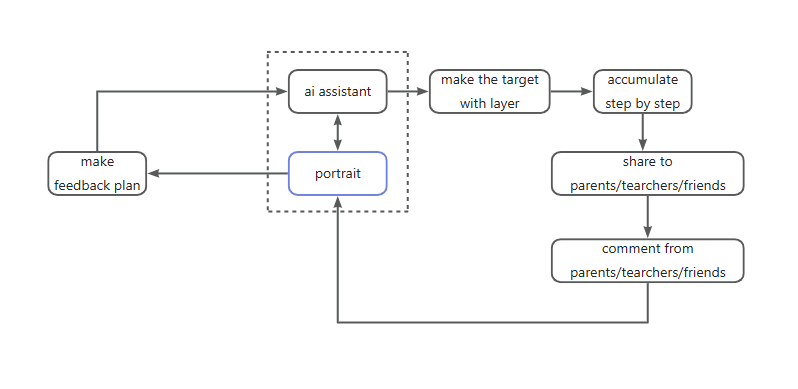 ai assistant
make the target
with layer
accumulate
step by step
make
feedback plan
portrait
share to
parents/tearchers/friends
comment from
parents/tearchers/friends